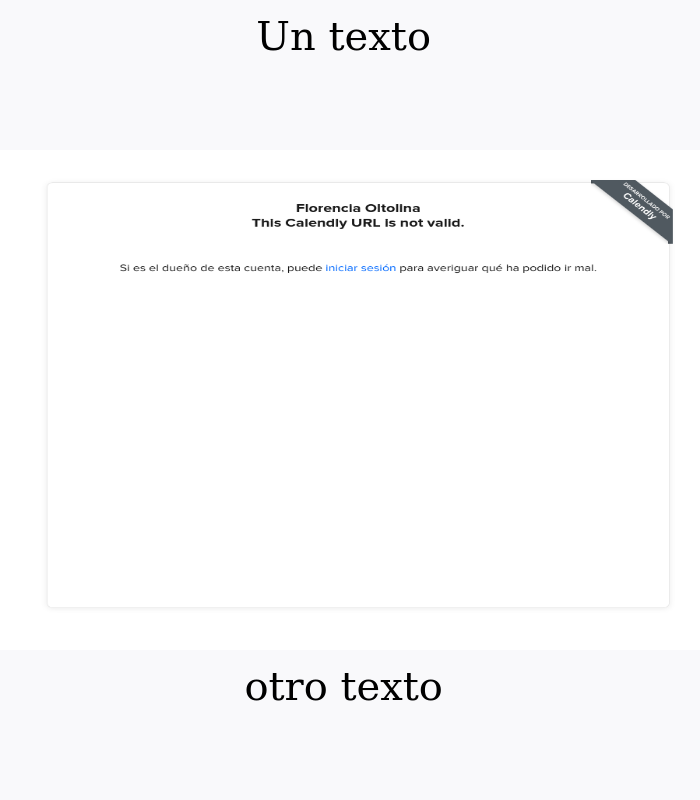 Un texto
DESARROLLADO POR
Calendly
Florencia Oltolina
This Calendly URL is not valid.
Si es el dueño de esta cuenta, puede iniciar sesión para averiguar qué ha podido ir mal.
otro texto